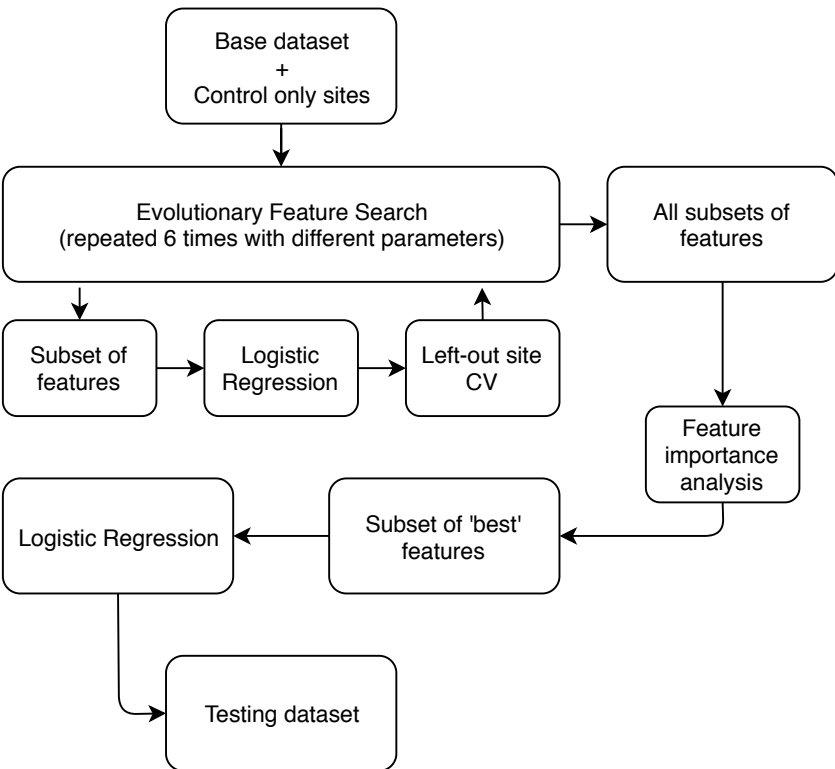 Base dataset
+
Control only sites
Evolutionary Feature Search
(repeated 6 times with different parameters)
All subsets of
features
Subset of
features
Logistic
Regression
Left-out site
CV
Feature
importance
analysis
Subset of 'best'
features
Logistic Regression
Testing dataset